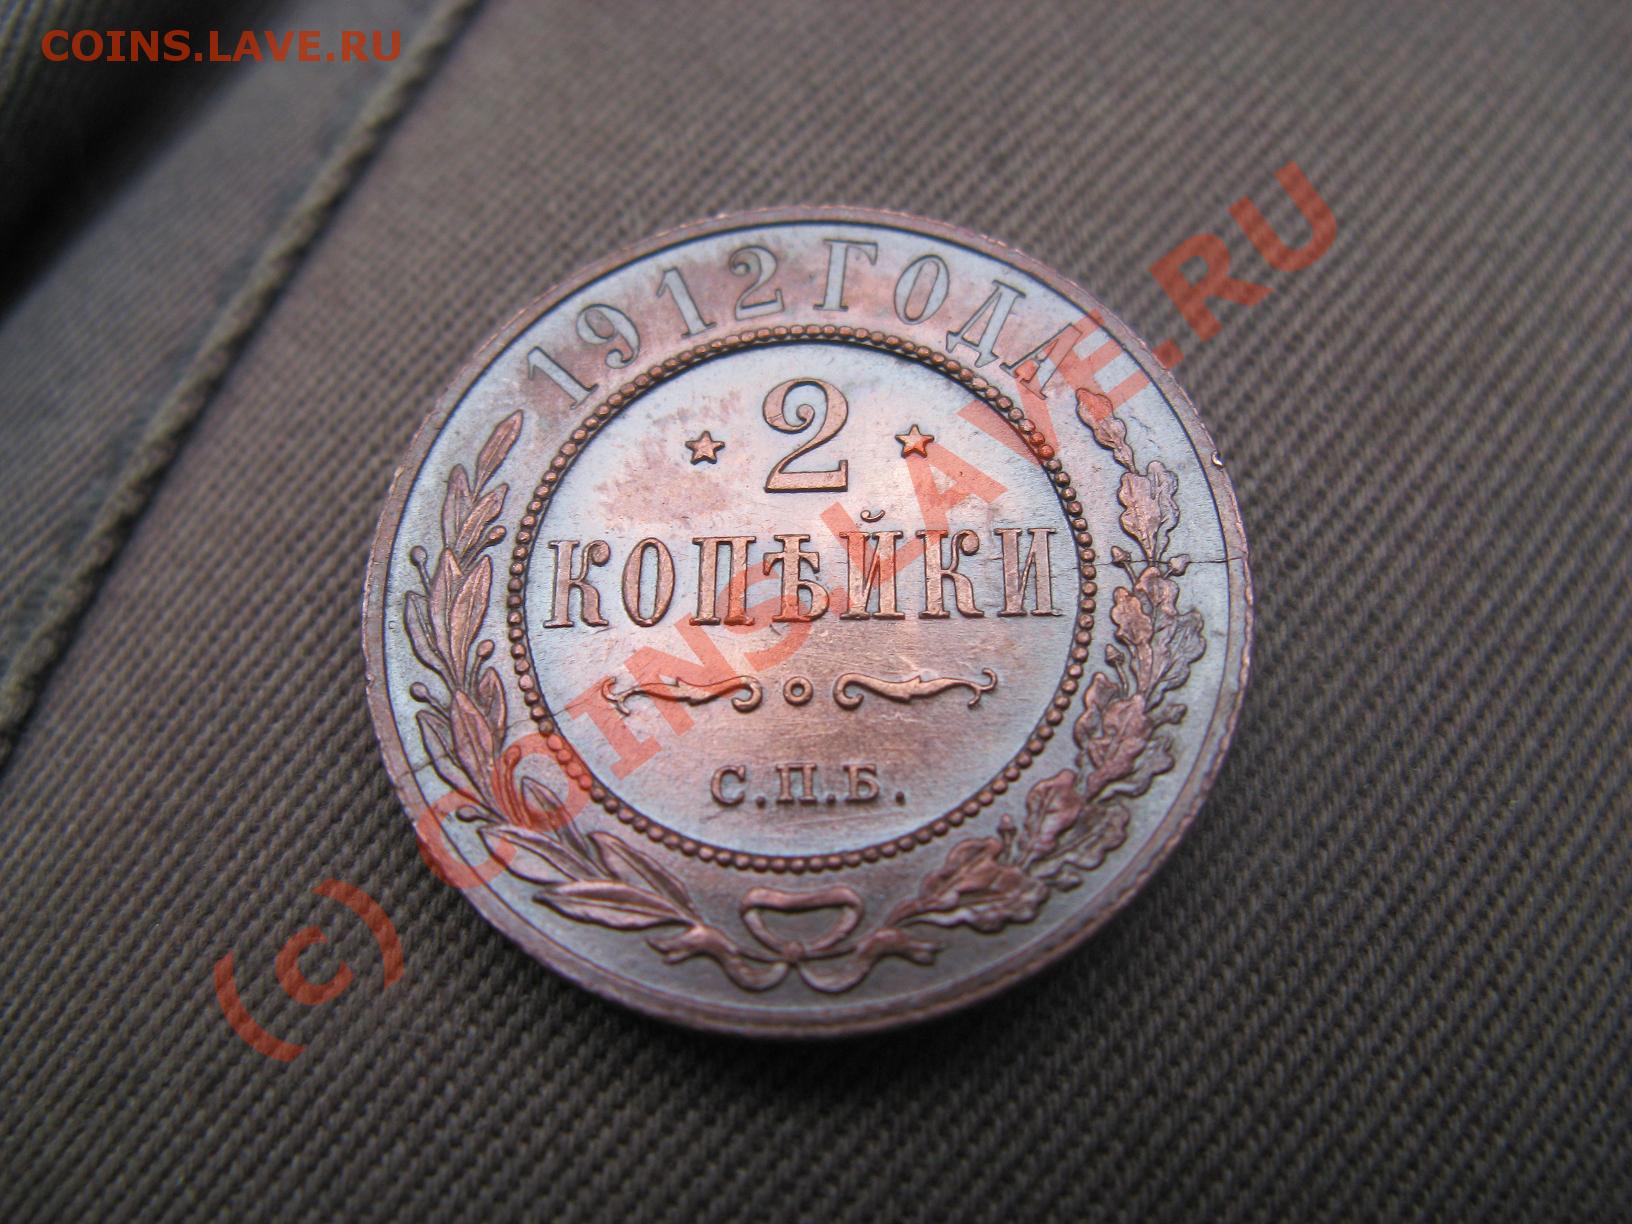 COINS.LAVE.RU
1912 ГОДА
2
КОПѢЙКИ
С.П.Б.
(c) COINS.LAVE.RU